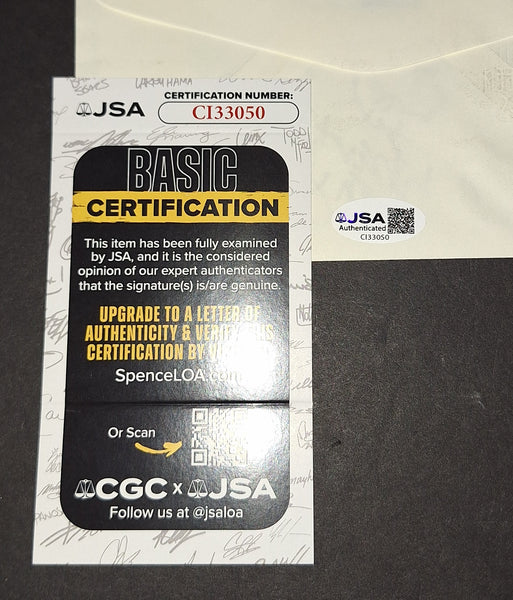 LARRY HAMA
JSA
CERTIFICATION NUMBER:
CI33050
BASIC
CERTIFICATION
This item has been fully examined
by JSA, and it is the considered
opinion of our expert authenticators
that the signature(s) is/are genuine.
UPGRADE TO A LETTER OF
AUTHENTICITY & THIS
CERTIFICATION BY
SpenceLOA.com
Or Scan
CGC x JSA
Follow us at @jsaloa
JSA
Authenticated
CI33050